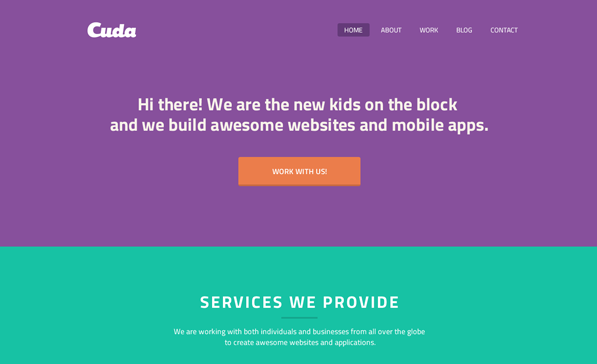 Cuda
HOME ABOUT WORK BLOG CONTACT
Hi there! We are the new kids on the block
and we build awesome websites and mobile apps.
WORK WITH US!
SERVICES WE PROVIDE
We are working with both individuals and businesses from all over the globe
to create awesome websites and applications.